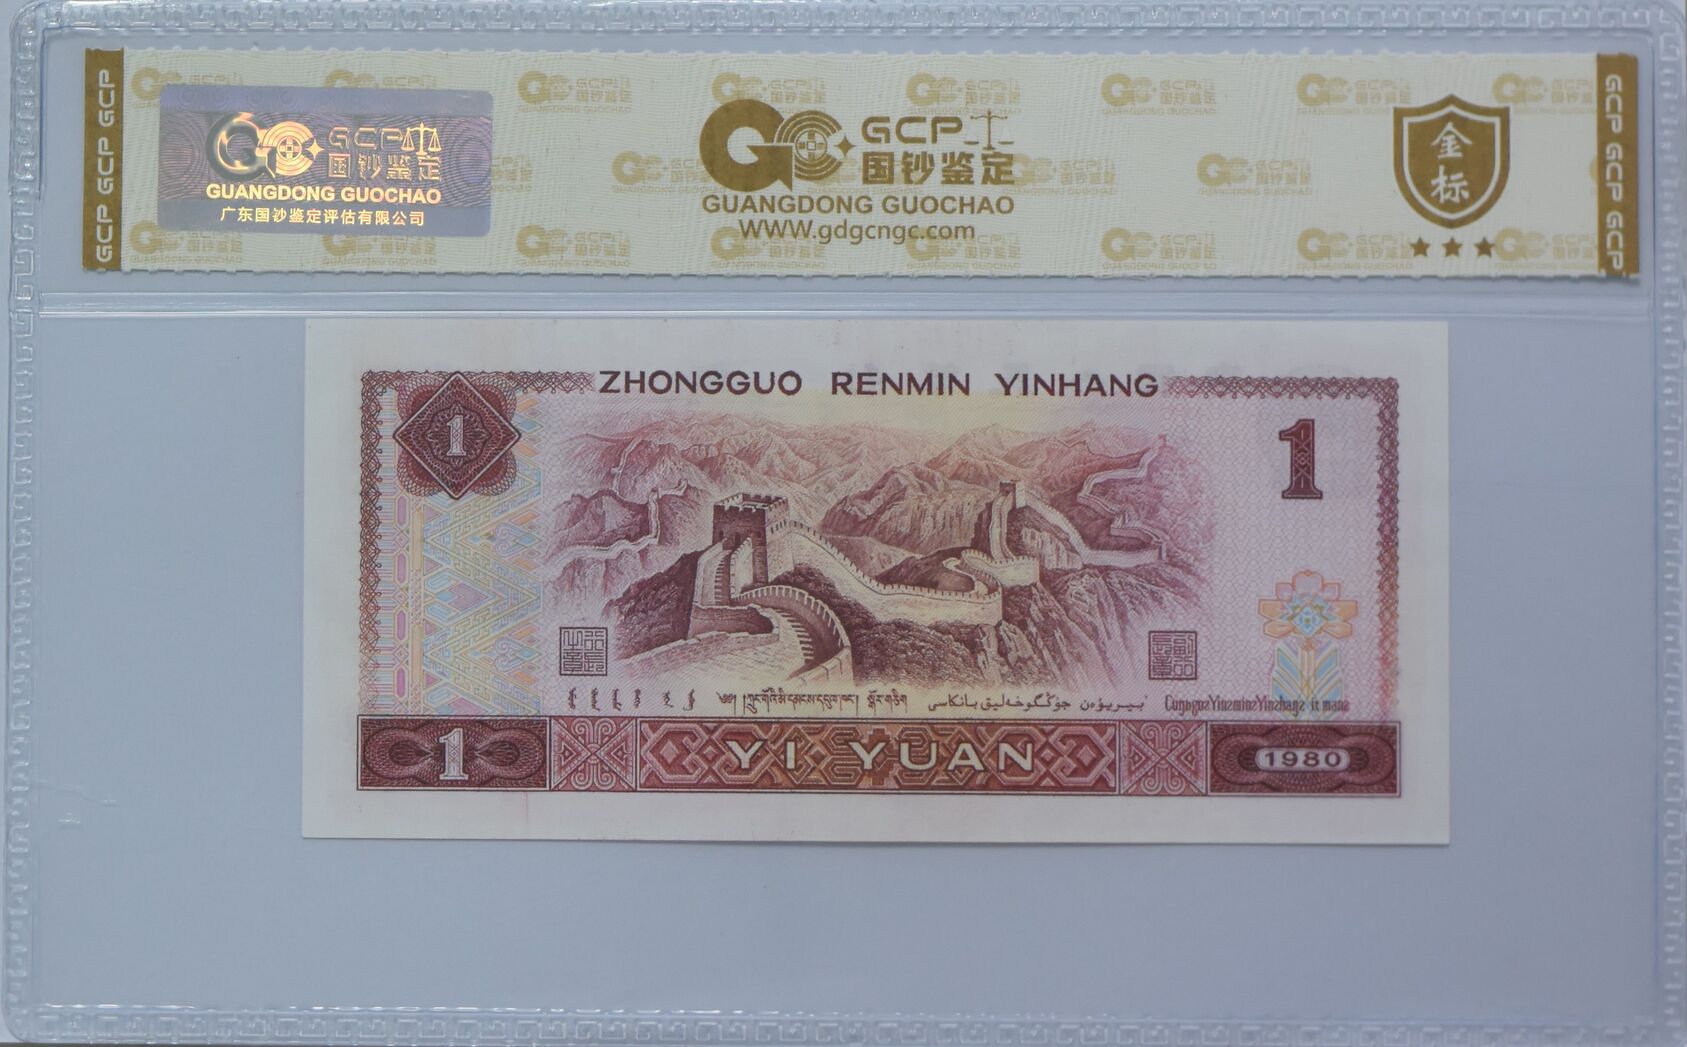 GCP GCP GCP
GCP
国钞鉴定
GUANGDONG GUOCHAO
广东国钞鉴定评估有限公司
GCP
国钞鉴定
GUANGDONG GUOCHAO
WWW.gdgcngc.com
金标
GCP GCP GCP
ZHONGGUO RENMIN YINHANG
1
1
YI YUAN
1
1980